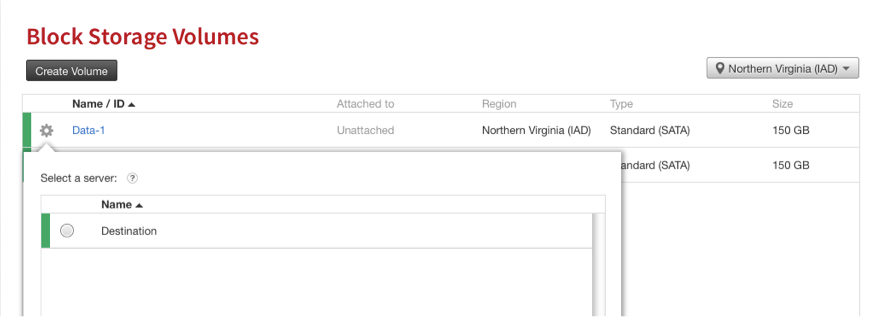 Block Storage Volumes
Create Volume
Northern Virginia (IAD)
Name / ID Attached to Region Type Size
Data-1 Unattached Northern Virginia (IAD) Standard (SATA) 150 GB
(SATA) 150 GB
Select a server: ?
Name
Destination